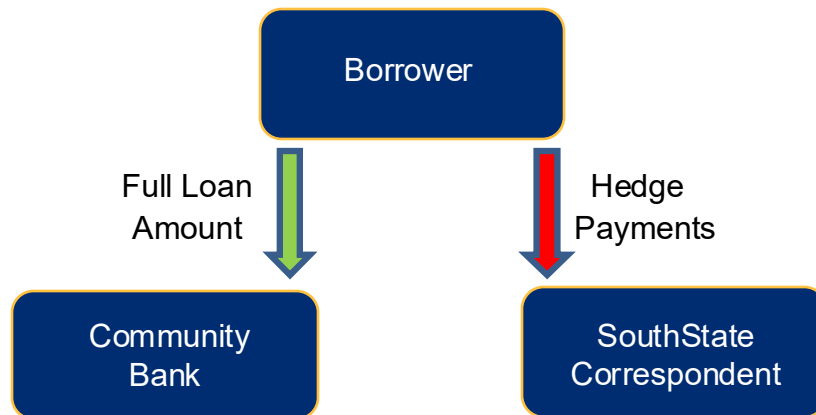 Borrower
Full Loan
Amount
Hedge
Payments
Community
Bank
SouthState
Correspondent